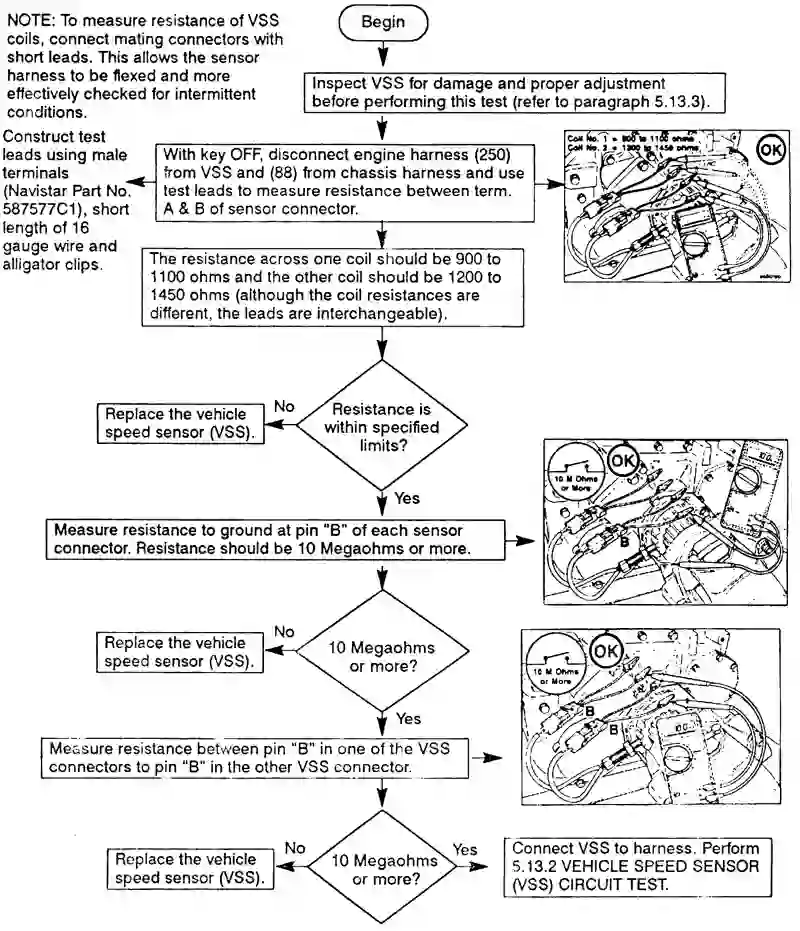 NOTE: To measure resistance of VSS
coils, connect mating connectors with
short leads. This allows the sensor
harness to be flexed and more
effectively checked for intermittent
conditions.
Begin
Inspect VSS for damage and proper adjustment
before performing this test (refer to paragraph 5.13.3).
Construct test
leads using male
terminals
(Navistar Part No.
587577C1), short
length of 16
gauge wire and
alligator clips.
With key OFF, disconnect engine harness (250)
from VSS and (88) from chassis harness and use
test leads to measure resistance between term.
A & B of sensor connector.
Coil No. 1 = 900 to 1100 ohms
Coil No. 2 = 1200 to 1450 ohms
OK
The resistance across one coil should be 900 to
1100 ohms and the other coil should be 1200 to
1450 ohms (although the coil resistances are
different, the leads are interchangeable).
Resistance is
within specified
limits?
No
Replace the vehicle
speed sensor (VSS).
Yes
Measure resistance to ground at pin "B" of each sensor
connector. Resistance should be 10 Megaohms or more.
10 M Ohms
or More
OK
B
10 Megaohms
or more?
No
Replace the vehicle
speed sensor (VSS).
Yes
Measure resistance between pin "B" in one of the VSS
connectors to pin "B" in the other VSS connector.
10 M Ohms
or More
OK
B
B
10 Megaohms
or more?
No
Replace the vehicle
speed sensor (VSS).
Yes
Connect VSS to harness. Perform
5.13.2 VEHICLE SPEED SENSOR
(VSS) CIRCUIT TEST.